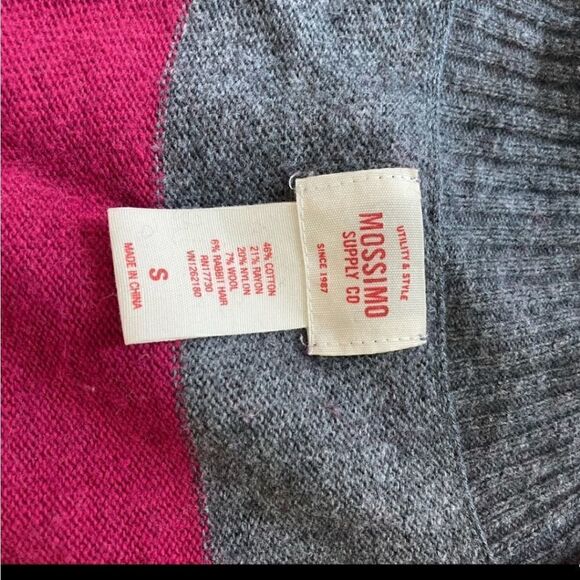 UTILITY & STYLE
MOSSIMO
SUPPLY CO
SINCE 1987
46% COTTON
21% RAYON
20% NYLON
7% WOOL
6% RABBIT HAIR
RN17730
VN1262160
S
MADE IN CHINA